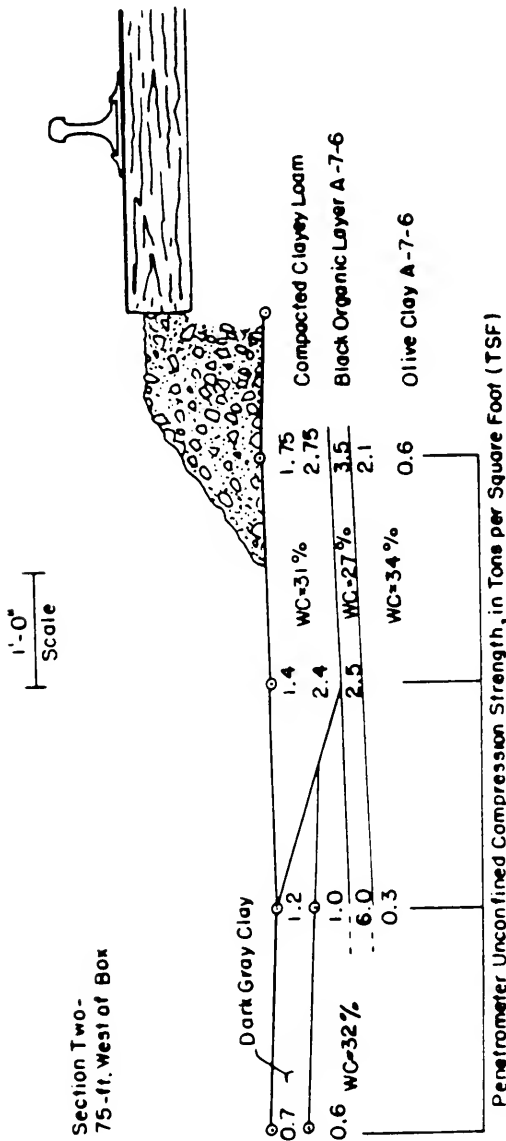 Section Two-
75-ft. West of Box
1'-0"
Scale
Dark Gray Clay
0.7
0.6
WC=32%
1.2
1.0
6.0
0.3
1.4
2.4
2.5
WC=31%
WC=27%
WC=34%
1.75
2.75
3.5
2.1
0.6
Compacted Clayey Loam
Black Organic Layer A-7-6
Olive Clay A-7-6
Penetrometer Unconfined Compression Strength, in Tons per Square Foot (TSF)